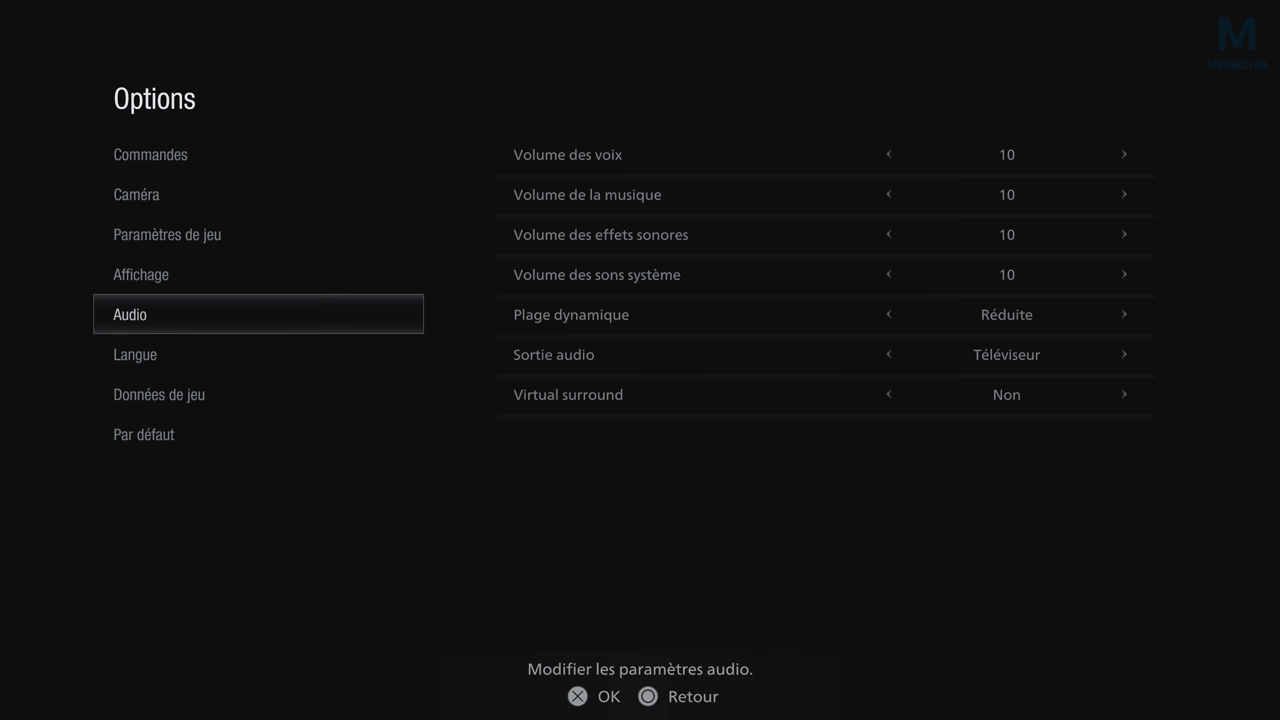 M
Options
Commandes
Caméra
Paramètres de jeu
Affichage
Audio
Langue
Données de jeu
Par défaut
Volume des voix 10
Volume de la musique 10
Volume des effets sonores 10
Volume des sons système 10
Plage dynamique Réduite
Sortie audio Téléviseur
Virtual surround Non
Modifier les paramètres audio.
OK Retour